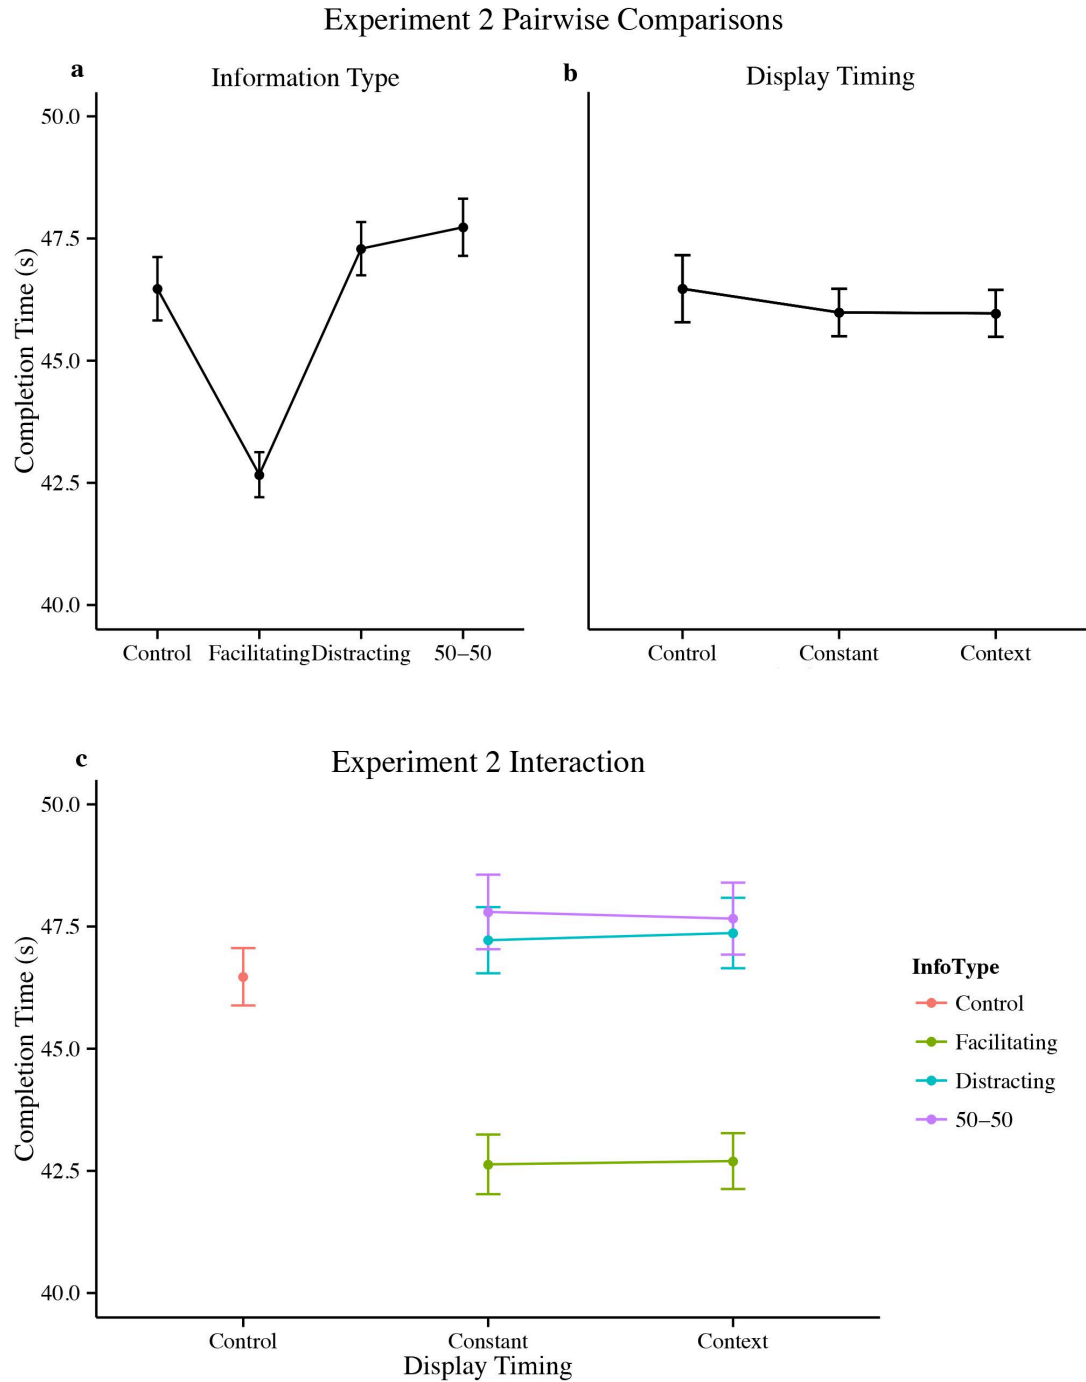 Experiment 2 Pairwise Comparisons
a
Information Type
b
Display Timing
Completion Time (s)
50.0
47.5
45.0
42.5
40.0
Control Facilitating Distracting 50–50
Control Constant Context
c
Experiment 2 Interaction
Completion Time (s)
50.0
47.5
45.0
42.5
40.0
Control Constant Context
Display Timing
InfoType
Control
Facilitating
Distracting
50–50